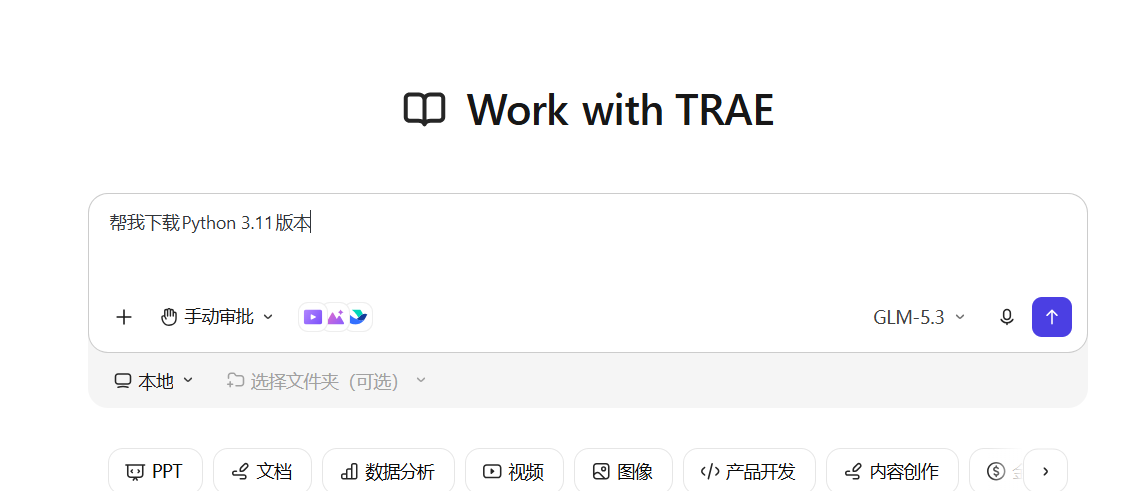 Work with TRAE
帮我下载Python 3.11版本
手动审批
GLM-5.3
本地
选择文件夹（可选）
PPT
文档
数据分析
视频
图像
产品开发
内容创作